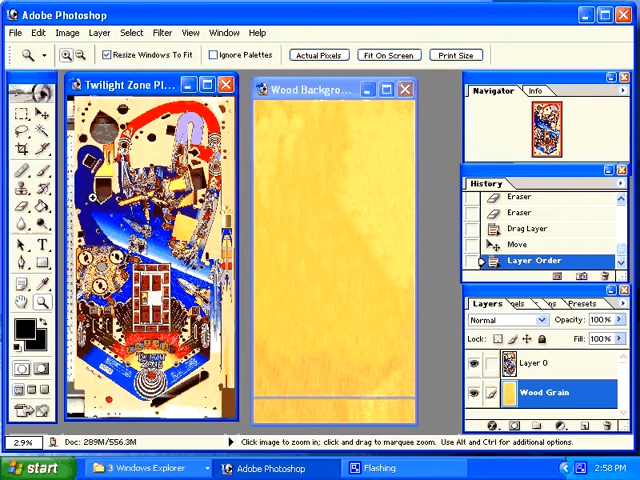 Adobe Photoshop
File Edit Image Layer Select Filter View Window Help
Resize Windows To Fit Ignore Palettes Actual Pixels Fit On Screen Print Size
Twilight Zone Pl...
Wood Backgro...
Navigator Info
History
Eraser
Eraser
Drag Layer
Move
Layer Order
Layers Presets
Normal Opacity: 100%
Lock: Fill: 100%
Layer 0
Wood Grain
2.9% Doc: 289M/556.3M Click image to zoom in; click and drag to marquee zoom. Use Alt and Ctrl for additional options.
start 3 Windows Explorer Adobe Photoshop Flashing 2:58 PM